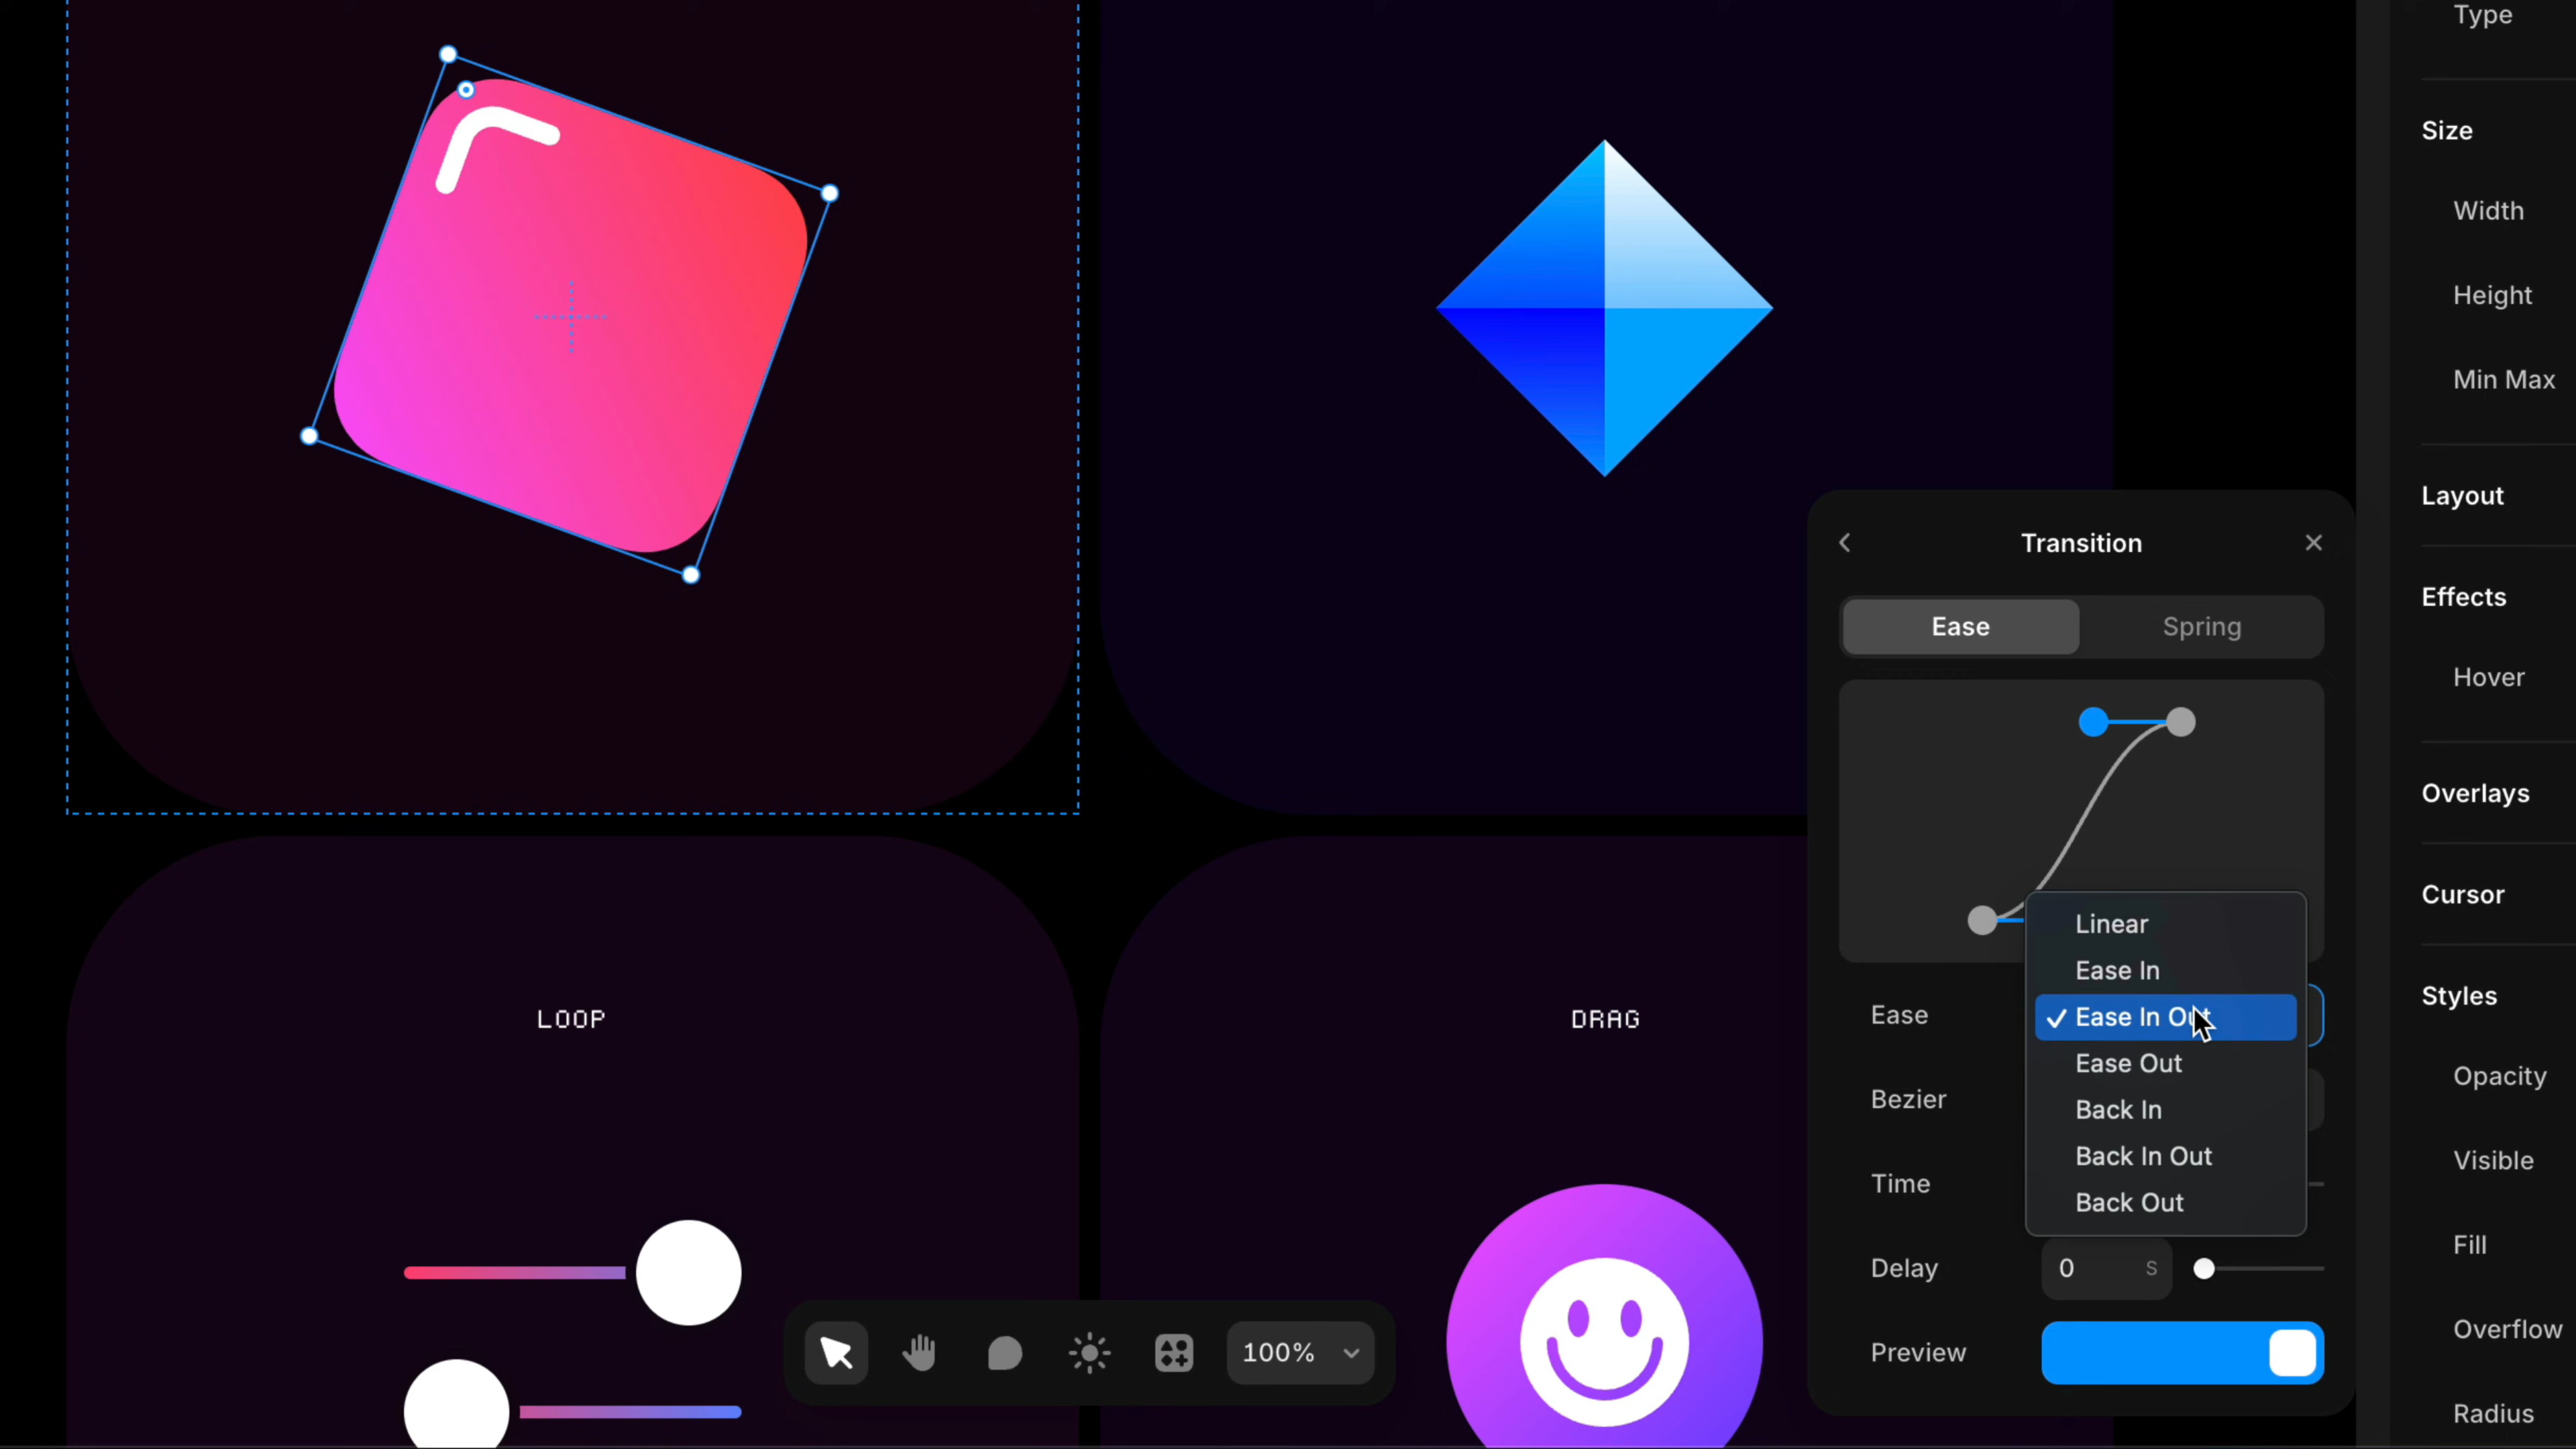 Type
Size
Width
Height
Min Max
Layout
Effects
Hover
Overlays
Cursor
Styles
Opacity
Visible
Fill
Overflow
Radius
Transition
Ease
Spring
Ease
Bezier
Time
Delay
0 S
Preview
Linear
Ease In
Ease In Out
Ease Out
Back In
Back In Out
Back Out
LOOP
DRAG
100%